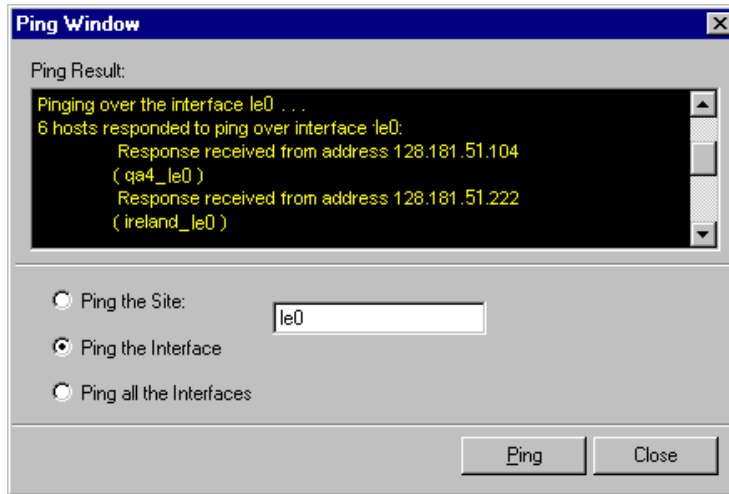 Ping Window
Ping Result:
Pinging over the interface le0 . . .
6 hosts responded to ping over interface le0:
Response received from address 128.181.51.104
( qa4_le0 )
Response received from address 128.181.51.222
( ireland_le0 )
Ping the Site:
le0
Ping the Interface
Ping all the Interfaces
Ping
Close